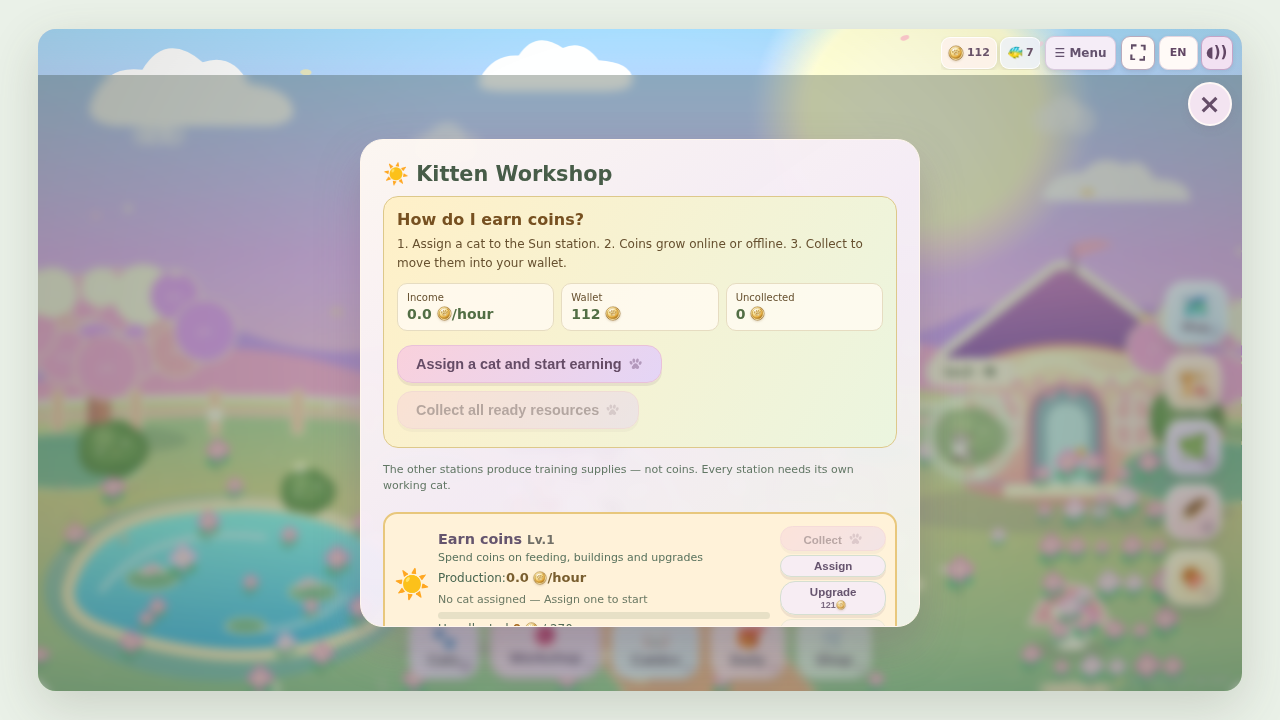 112
7
☰ Menu
EN
Kitten Workshop
How do I earn coins?
1. Assign a cat to the Sun station. 2. Coins grow online or offline. 3. Collect to
move them into your wallet.
Income
Wallet
Uncollected
0.0 /hour
112
0
Assign a cat and start earning
Collect all ready resources
The other stations produce training supplies — not coins. Every station needs its own
working cat.
Earn coins Lv.1
Spend coins on feeding, buildings and upgrades
Production:0.0 /hour
No cat assigned — Assign one to start
Collect
Assign
Upgrade
121